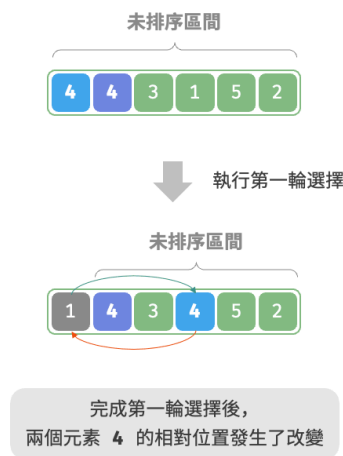 未排序區間
4 4 3 1 5 2
執行第一輪選擇
未排序區間
1 4 3 4 5 2
完成第一輪選擇後，
兩個元素 4 的相對位置發生了改變